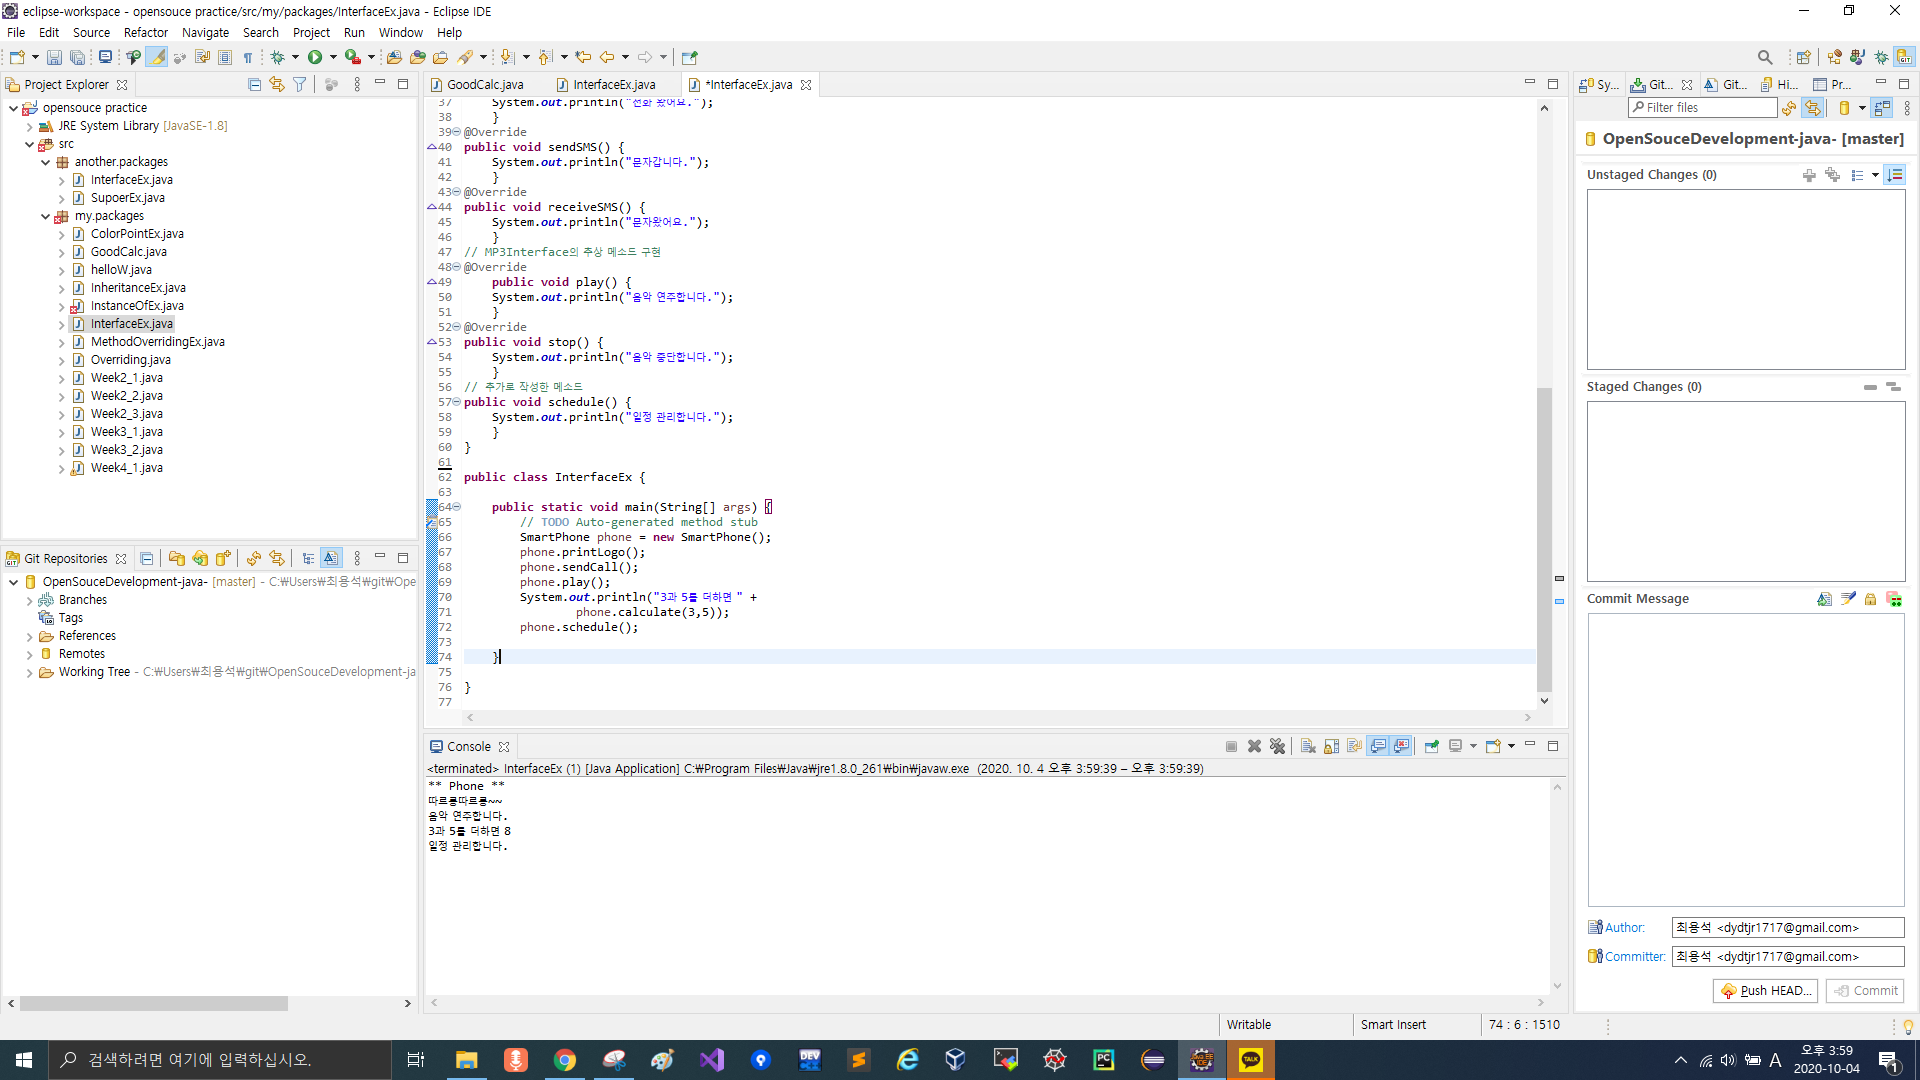 eclipse-workspace - opensouce practice/src/my/packages/InterfaceEx.java - Eclipse IDE
File Edit Source Refactor Navigate Search Project Run Window Help
Project Explorer
opensouce practice
JRE System Library [JavaSE-1.8]
src
another.packages
InterfaceEx.java
SupoerEx.java
my.packages
ColorPointEx.java
GoodCalc.java
helloW.java
InheritanceEx.java
InstanceOfEx.java
InterfaceEx.java
MethodOverridingEx.java
Overriding.java
Week2_1.java
Week2_2.java
Week2_3.java
Week3_1.java
Week3_2.java
Week4_1.java
Git Repositories
OpenSouceDevelopment-java- [master] - C:₩Users₩최용석₩git₩Ope
Branches
Tags
References
Remotes
Working Tree - C:₩Users₩최용석₩git₩OpenSouceDevelopment-ja
GoodCalc.java InterfaceEx.java *InterfaceEx.java
37 System.out.println("전화 왔어요.");
38 }
39 @Override
40 public void sendSMS() {
41 System.out.println("문자갑니다.");
42 }
43 @Override
44 public void receiveSMS() {
45 System.out.println("문자왔어요.");
46 }
47 // MP3Interface의 추상 메소드 구현
48 @Override
49 public void play() {
50 System.out.println("음악 연주합니다.");
51 }
52 @Override
53 public void stop() {
54 System.out.println("음악 중단합니다.");
55 }
56 // 추가로 작성한 메소드
57 public void schedule() {
58 System.out.println("일정 관리합니다.");
59 }
60 }
61
62 public class InterfaceEx {
63
64 public static void main(String[] args) {
65 // TODO Auto-generated method stub
66 SmartPhone phone = new SmartPhone();
67 phone.printLogo();
68 phone.sendCall();
69 phone.play();
70 System.out.println("3과 5를 더하면 " +
71 phone.calculate(3,5));
72 phone.schedule();
73
74 }
75
76 }
77
Console
<terminated> InterfaceEx (1) [Java Application] C:₩Program Files₩Java₩jre1.8.0_261₩bin₩javaw.exe (2020. 10. 4 오후 3:59:39 – 오후 3:59:39)
** Phone **
따르릉따르릉~~
음악 연주합니다.
3과 5를 더하면 8
일정 관리합니다.
Sy... Git... Git... Hi... Pr...
Filter files
OpenSouceDevelopment-java- [master]
Unstaged Changes (0)
Staged Changes (0)
Commit Message
Author: 최용석 <dydtjr1717@gmail.com>
Committer: 최용석 <dydtjr1717@gmail.com>
Push HEAD... Commit
Writable Smart Insert 74 : 6 : 1510
검색하려면 여기에 입력하십시오.
DEV
PC
JAVA EE IDE
TALK
A
오후 3:59
2020-10-04
1